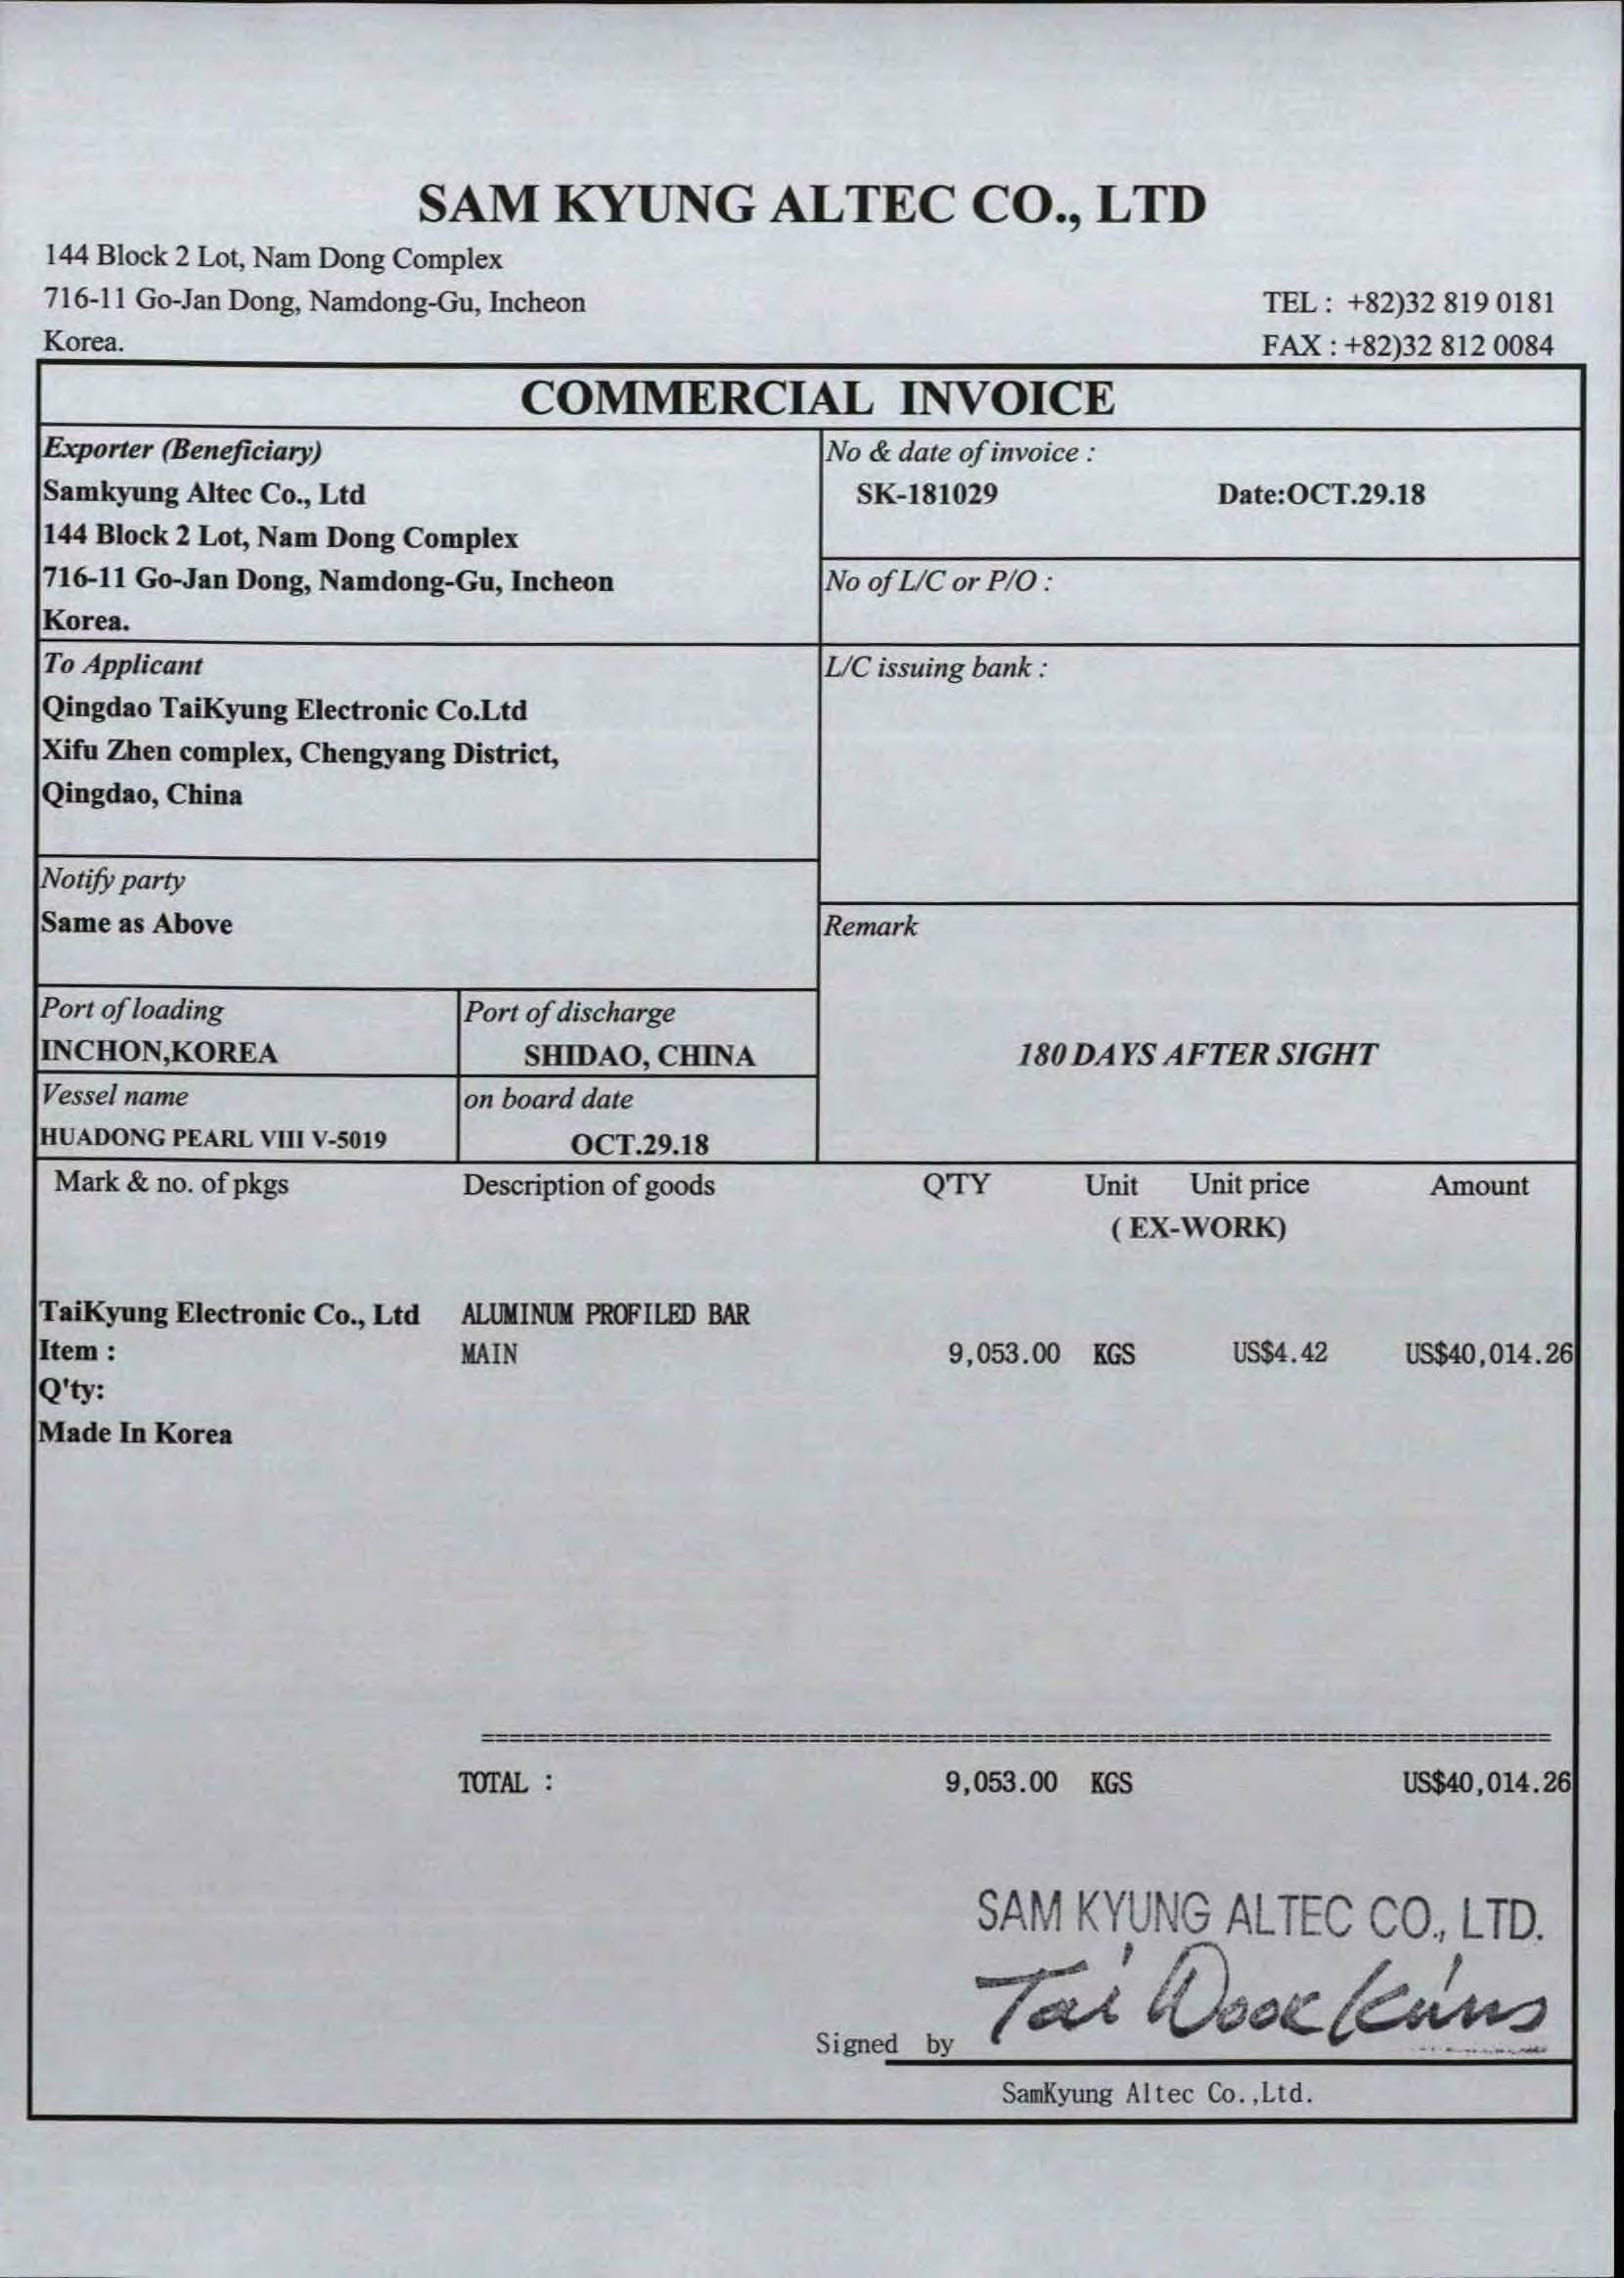 SAM KYUNG ALTEC CO., LTD
144 Block 2 Lot, Nam Dong Complex
716-11 Go-Jan Dong, Namdong-Gu, Incheon
Korea.
TEL : +82)32 819 0181
FAX : +82)32 812 0084
COMMERCIAL INVOICE
Exporter (Beneficiary)
Samkyung Altec Co., Ltd
144 Block 2 Lot, Nam Dong Complex
716-11 Go-Jan Dong, Namdong-Gu, Incheon
Korea.
No & date of invoice :
SK-181029 Date:OCT.29.18
No of L/C or P/O :
To Applicant
Qingdao TaiKyung Electronic Co.Ltd
Xifu Zhen complex, Chengyang District,
Qingdao, China
L/C issuing bank :
Notify party
Same as Above
Remark
180 DAYS AFTER SIGHT
Port of loading
INCHON,KOREA
Port of discharge
SHIDAO, CHINA
Vessel name
HUADONG PEARL VIII V-5019
on board date
OCT.29.18
Mark & no. of pkgs Description of goods Q'TY Unit Unit price Amount
( EX-WORK)
TaiKyung Electronic Co., Ltd ALUMINUM PROFILED BAR
Item : MAIN 9,053.00 KGS US$4.42 US$40,014.26
Q'ty:
Made In Korea
TOTAL : 9,053.00 KGS US$40,014.26
SAM KYUNG ALTEC CO., LTD.
Signed by Tai Wook
SamKyung Altec Co.,Ltd.